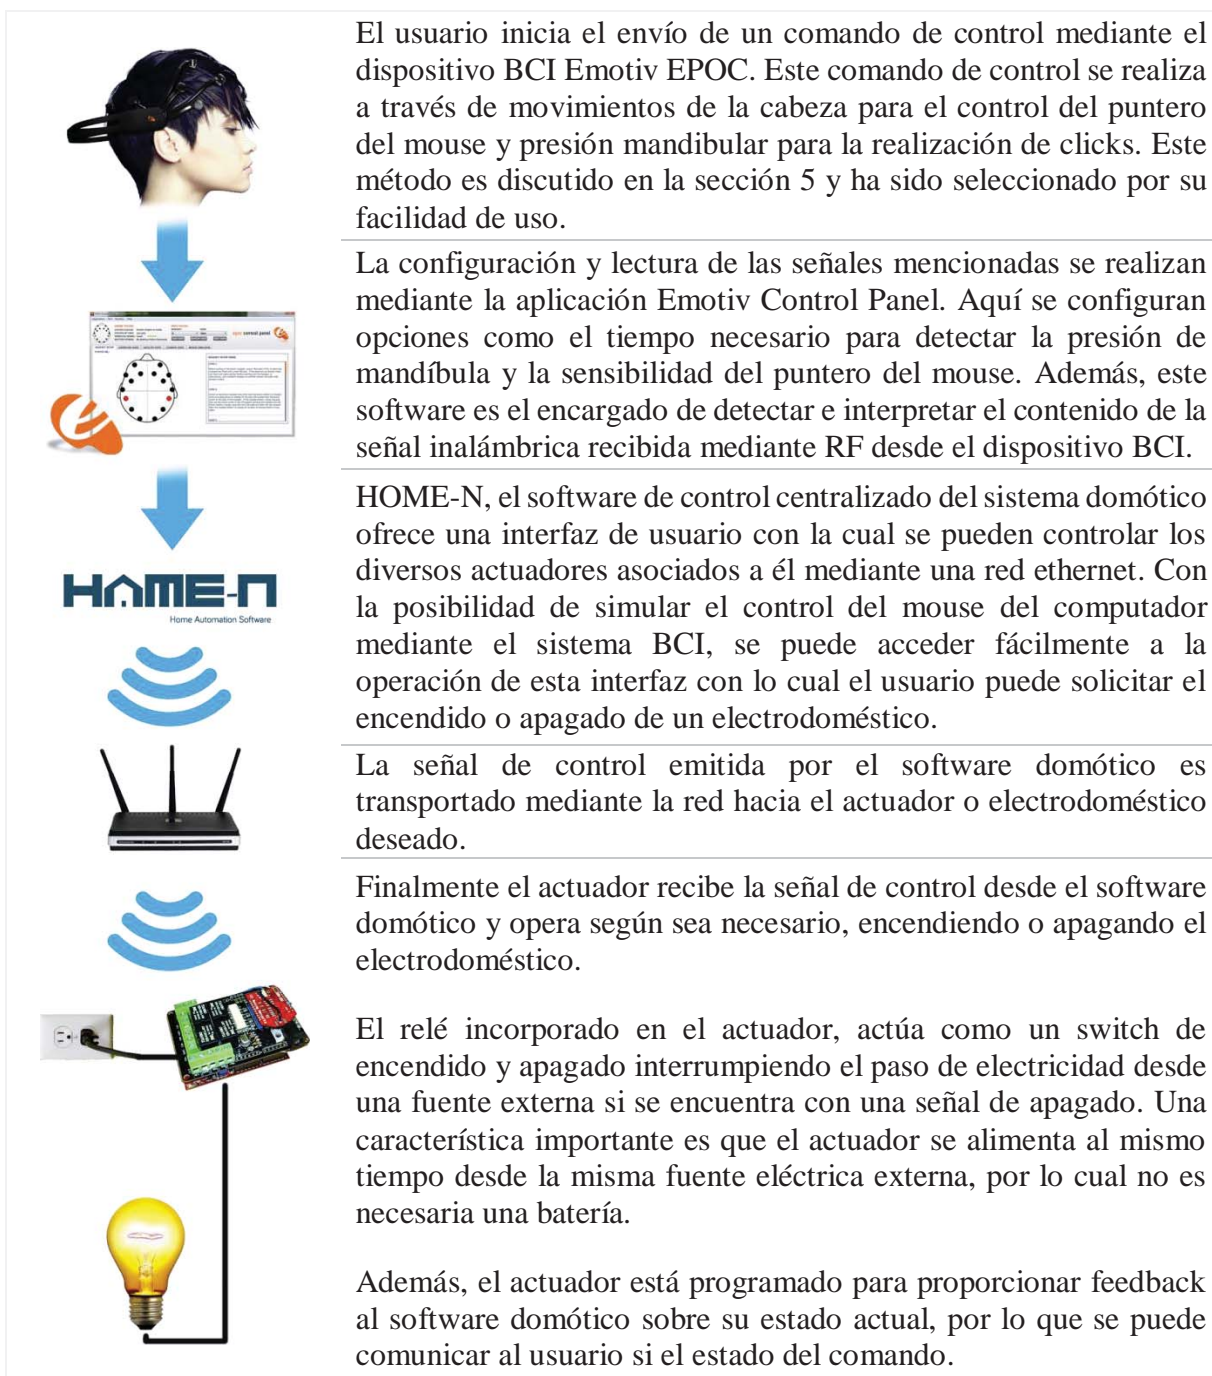 El usuario inicia el envío de un comando de control mediante el
dispositivo BCI Emotiv EPOC. Este comando de control se realiza
a través de movimientos de la cabeza para el control del puntero
del mouse y presión mandibular para la realización de clicks. Este
método es discutido en la sección 5 y ha sido seleccionado por su
facilidad de uso.
La configuración y lectura de las señales mencionadas se realizan
mediante la aplicación Emotiv Control Panel. Aquí se configuran
opciones como el tiempo necesario para detectar la presión de
mandíbula y la sensibilidad del puntero del mouse. Además, este
software es el encargado de detectar e interpretar el contenido de la
señal inalámbrica recibida mediante RF desde el dispositivo BCI.
HOME-N, el software de control centralizado del sistema domótico
ofrece una interfaz de usuario con la cual se pueden controlar los
diversos actuadores asociados a él mediante una red ethernet. Con
la posibilidad de simular el control del mouse del computador
mediante el sistema BCI, se puede acceder fácilmente a la
operación de esta interfaz con lo cual el usuario puede solicitar el
encendido o apagado de un electrodoméstico.
HOME-N
Home Automation Software
La señal de control emitida por el software domótico es
transportado mediante la red hacia el actuador o electrodoméstico
deseado.
Finalmente el actuador recibe la señal de control desde el software
domótico y opera según sea necesario, encendiendo o apagando el
electrodoméstico.
El relé incorporado en el actuador, actúa como un switch de
encendido y apagado interrumpiendo el paso de electricidad desde
una fuente externa si se encuentra con una señal de apagado. Una
característica importante es que el actuador se alimenta al mismo
tiempo desde la misma fuente eléctrica externa, por lo cual no es
necesaria una batería.
Además, el actuador está programado para proporcionar feedback
al software domótico sobre su estado actual, por lo que se puede
comunicar al usuario si el estado del comando.